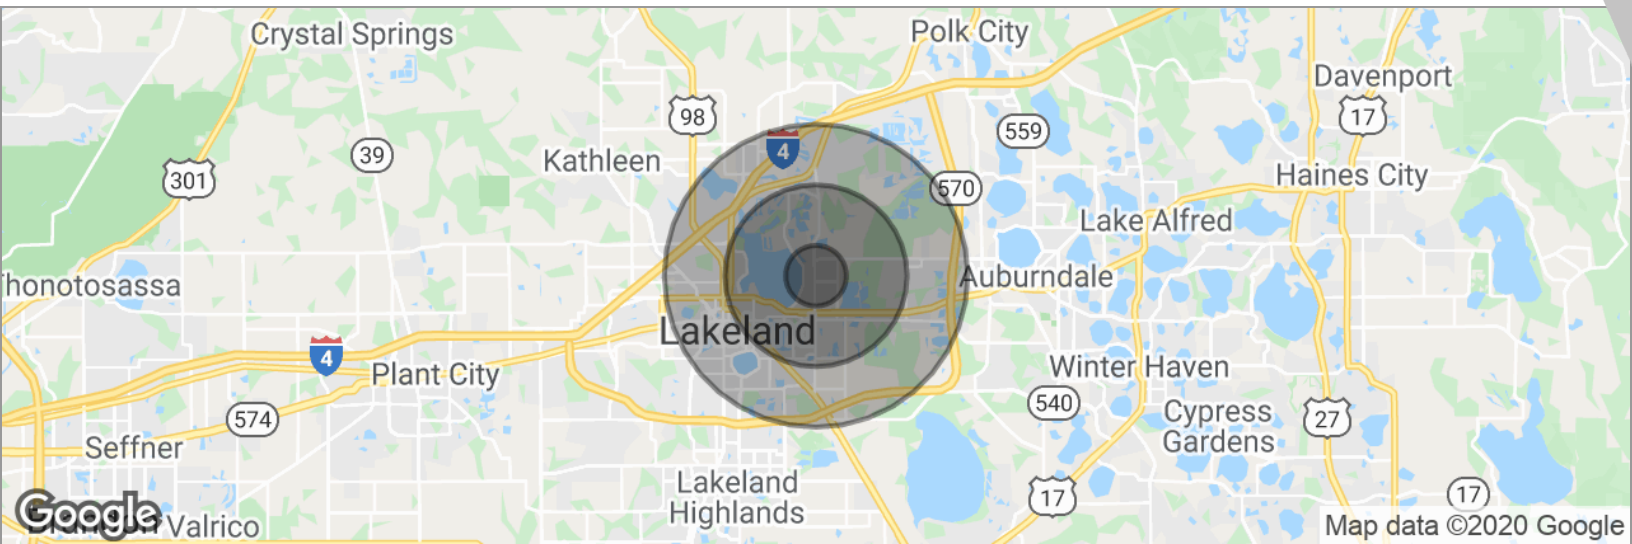 Crystal Springs
Polk City
Davenport
98
17
559
4
39
Kathleen
301
570
Haines City
Lake Alfred
Thonotosassa
Auburndale
Lakeland
4
Plant City
Winter Haven
540
574
Cypress
Gardens
27
Seffner
Lakeland
Highlands
17
17
Google
Brandon
Valrico
Map data ©2020 Google